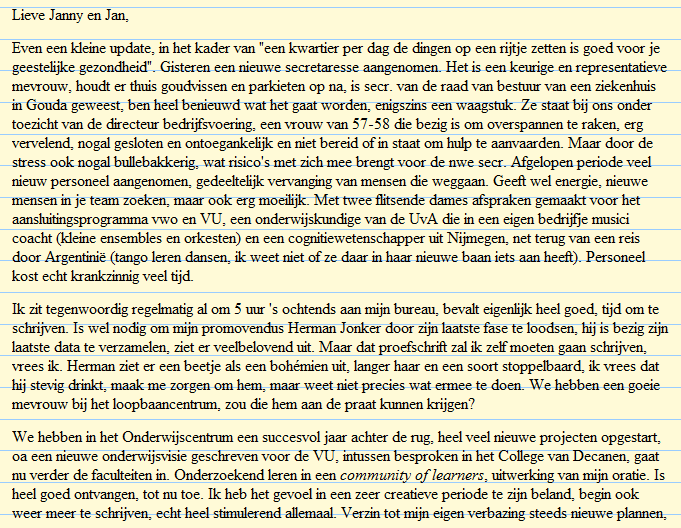 Lieve Janny en Jan,
Even een kleine update, in het kader van "een kwartier per dag de dingen op een rijtje zetten is goed voor je
geestelijke gezondheid". Gisteren een nieuwe secretaresse aangenomen. Het is een keurige en representatieve
mevrouw, houdt er thuis goudvissen en parkieten op na, is secr. van de raad van bestuur van een ziekenhuis
in Gouda geweest, ben heel benieuwd wat het gaat worden, enigszins een waagstuk. Ze staat bij ons onder
toezicht van de directeur bedrijfsvoering, een vrouw van 57-58 die bezig is om overspannen te raken, erg
vervelend, nogal gesloten en ontoegankelijk en niet bereid of in staat om hulp te aanvaarden. Maar door de
stress ook nogal bullebakkerig, wat risico's met zich mee brengt voor de nwe secr. Afgelopen periode veel
nieuw personeel aangenomen, gedeeltelijk vervanging van mensen die weggaan. Geeft wel energie, nieuwe
mensen in je team zoeken, maar ook erg moeilijk. Met twee flitsende dames afspraken gemaakt voor het
aansluitingsprogramma vwo en VU, een onderwijskundige van de UvA die in een eigen bedrijfje musici
coacht (kleine ensembles en orkesten) en een cognitiewetenschapper uit Nijmegen, net terug van een reis
door Argentinië (tango leren dansen, ik weet niet of ze daar in haar nieuwe baan iets aan heeft). Personeel
kost echt krankzinnig veel tijd.
Ik zit tegenwoordig regelmatig al om 5 uur 's ochtends aan mijn bureau, bevalt eigenlijk heel goed, tijd om te
schrijven. Is wel nodig om mijn promovendus Herman Jonker door zijn laatste fase te loodsen, hij is bezig zijn
laatste data te verzamelen, ziet er veelbelovend uit. Maar dat proefschrift zal ik zelf moeten gaan schrijven,
vrees ik. Herman ziet er een beetje als een bohémien uit, langer haar en een soort stoppelbaard, ik vrees dat
hij stevig drinkt, maak me zorgen om hem, maar weet niet precies wat ermee te doen. We hebben een goeie
mevrouw bij het loopbaancentrum, zou die hem aan de praat kunnen krijgen?
We hebben in het Onderwijscentrum een succesvol jaar achter de rug, heel veel nieuwe projecten opgestart,
oa een nieuwe onderwijsvisie geschreven voor de VU, intussen besproken in het College van Decanen, gaat
nu verder de faculteiten in. Onderzoekend leren in een community of learners, uitwerking van mijn oratie. Is
heel goed ontvangen, tot nu toe. Ik heb het gevoel in een zeer creatieve periode te zijn beland, begin ook
weer meer te schrijven, echt heel stimulerend allemaal. Verzin tot mijn eigen verbazing steeds nieuwe plannen,